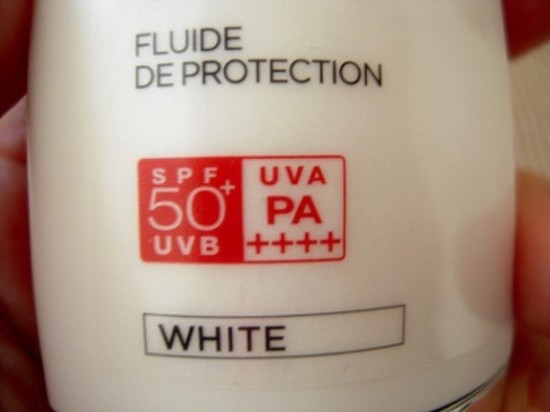 FLUIDE
DE PROTECTION
SPF
50+
UVB
UVA
PA
++++
WHITE